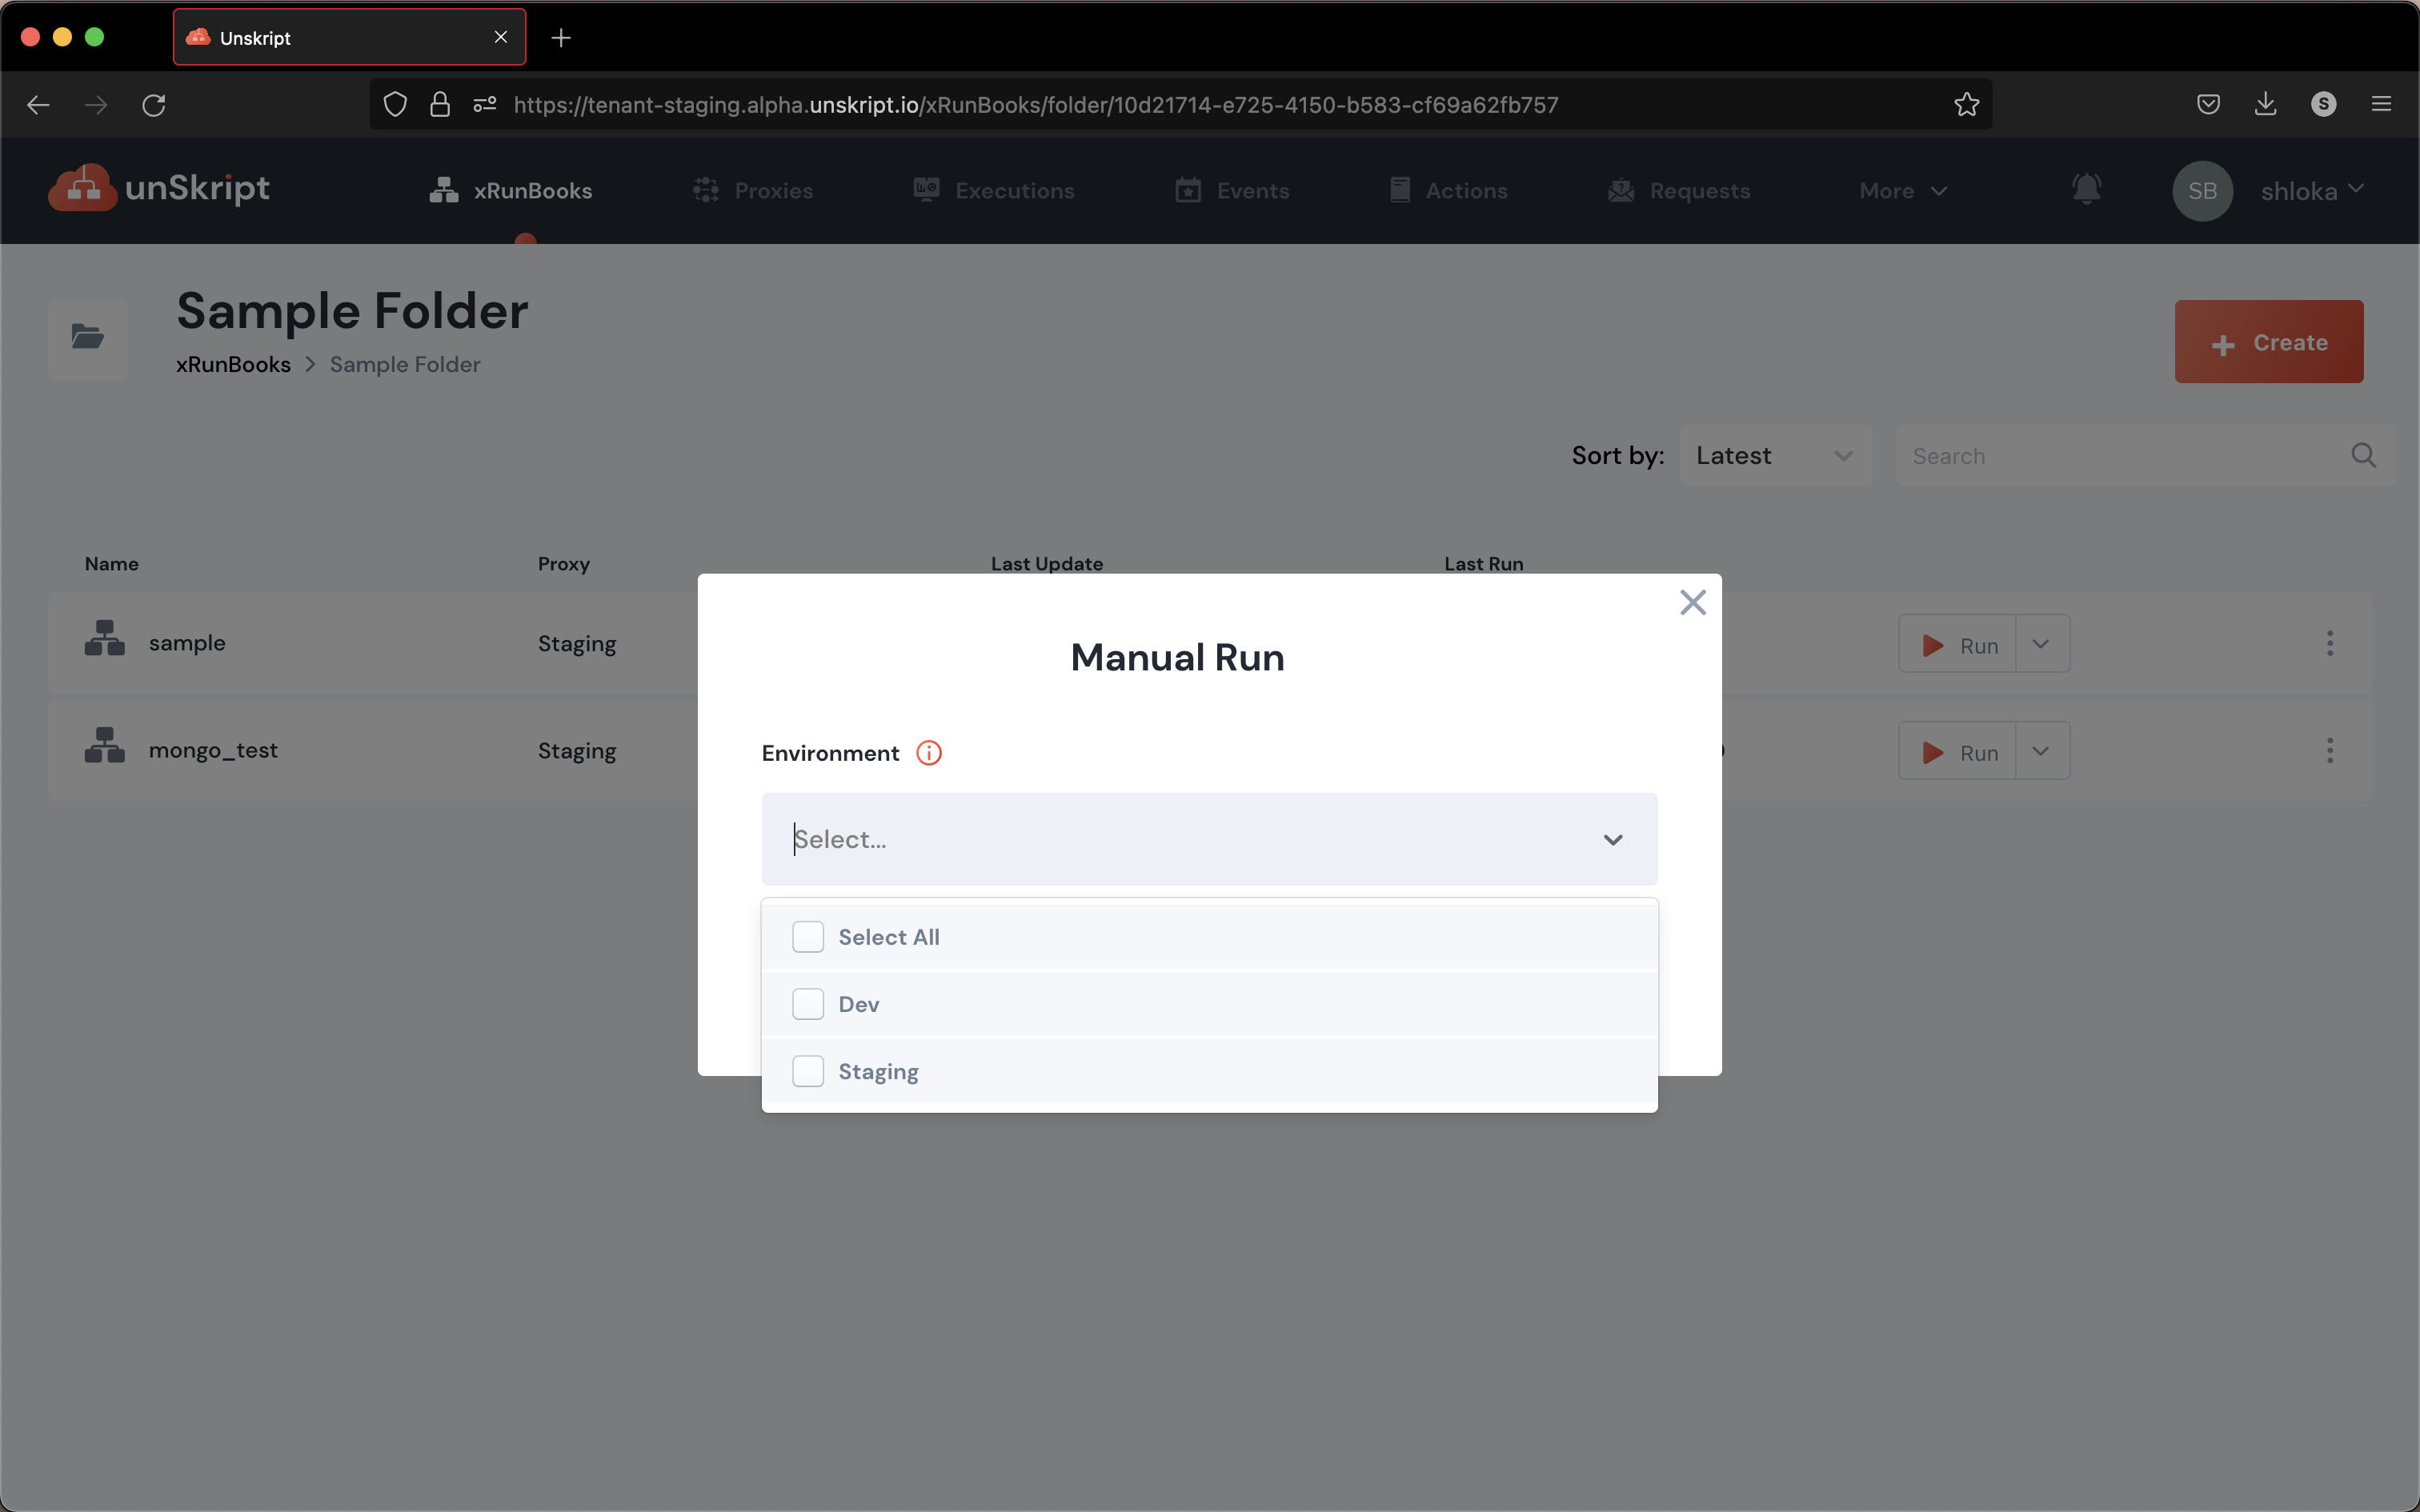 Unskript
https://tenant-staging.alpha.unskript.io/xRunBooks/folder/10d21714-e725-4150-b583-cf69a62fb757
S
unSkript
xRunBooks
Proxies
Executions
Events
Actions
Requests
More
SB
shloka
Sample Folder
xRunBooks > Sample Folder
+ Create
Sort by: Latest
Search
Name Proxy Last Update Last Run
sample Staging Run
mongo_test Staging Run
Manual Run
Environment
Select...
Select All
Dev
Staging